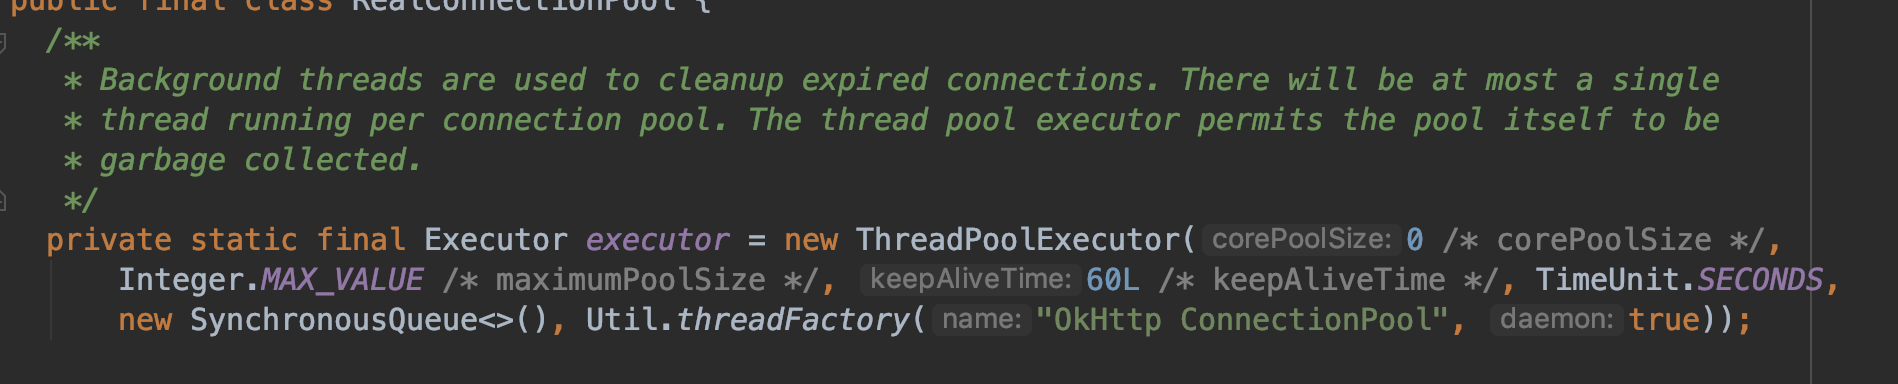 public final class RealConnectionPool {
/**
* Background threads are used to cleanup expired connections. There will be at most a single
* thread running per connection pool. The thread pool executor permits the pool itself to be
* garbage collected.
*/
private static final Executor executor = new ThreadPoolExecutor( corePoolSize: 0 /* corePoolSize */,
Integer.MAX_VALUE /* maximumPoolSize */, keepAliveTime: 60L /* keepAliveTime */, TimeUnit.SECONDS,
new SynchronousQueue<>(), Util.threadFactory( name: "OkHttp ConnectionPool", daemon: true));